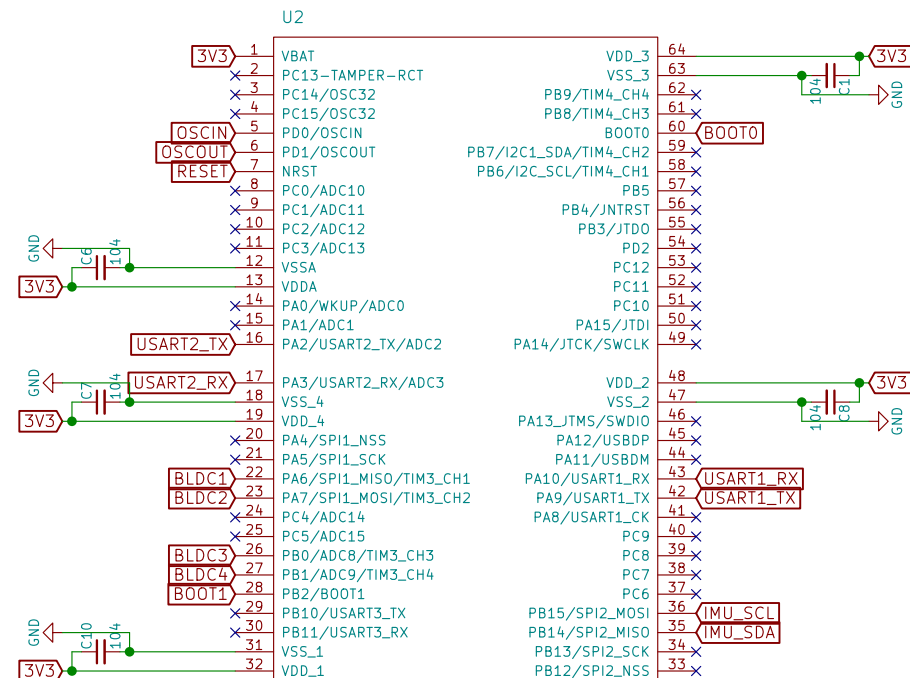 U2
3V3 1 VBAT VDD_3 64 3V3
2 PC13-TAMPER-RCT VSS_3 63 104 C1 GND
3 PC14/OSC32 PB9/TIM4_CH4 62
4 PC15/OSC32 PB8/TIM4_CH3 61
OSCIN 5 PD0/OSCIN BOOT0 60 BOOT0
OSCOUT 6 PD1/OSCOUT PB7/I2C1_SDA/TIM4_CH2 59
RESET 7 NRST PB6/I2C_SCL/TIM4_CH1 58
8 PC0/ADC10 PB5 57
9 PC1/ADC11 PB4/JNTRST 56
10 PC2/ADC12 PB3/JTDO 55
GND C6 104 11 PC3/ADC13 PD2 54
12 VSSA PC12 53
3V3 13 VDDA PC11 52
14 PA0/WKUP/ADC0 PC10 51
15 PA1/ADC1 PA15/JTDI 50
USART2_TX 16 PA2/USART2_TX/ADC2 PA14/JTCK/SWCLK 49
GND C7 104 USART2_RX 17 PA3/USART2_RX/ADC3 VDD_2 48 3V3
18 VSS_4 VSS_2 47 104 C8 GND
3V3 19 VDD_4 PA13_JTMS/SWDIO 46
20 PA4/SPI1_NSS PA12/USBDP 45
21 PA5/SPI1_SCK PA11/USBDM 44
BLDC1 22 PA6/SPI1_MISO/TIM3_CH1 PA10/USART1_RX 43 USART1_RX
BLDC2 23 PA7/SPI1_MOSI/TIM3_CH2 PA9/USART1_TX 42 USART1_TX
24 PC4/ADC14 PA8/USART1_CK 41
25 PC5/ADC15 PC9 40
BLDC3 26 PB0/ADC8/TIM3_CH3 PC8 39
BLDC4 27 PB1/ADC9/TIM3_CH4 PC7 38
BOOT1 28 PB2/BOOT1 PC6 37
29 PB10/USART3_TX PB15/SPI2_MOSI 36 IMU_SCL
GND C10 104 30 PB11/USART3_RX PB14/SPI2_MISO 35 IMU_SDA
31 VSS_1 PB13/SPI2_SCK 34
3V3 32 VDD_1 PB12/SPI2_NSS 33